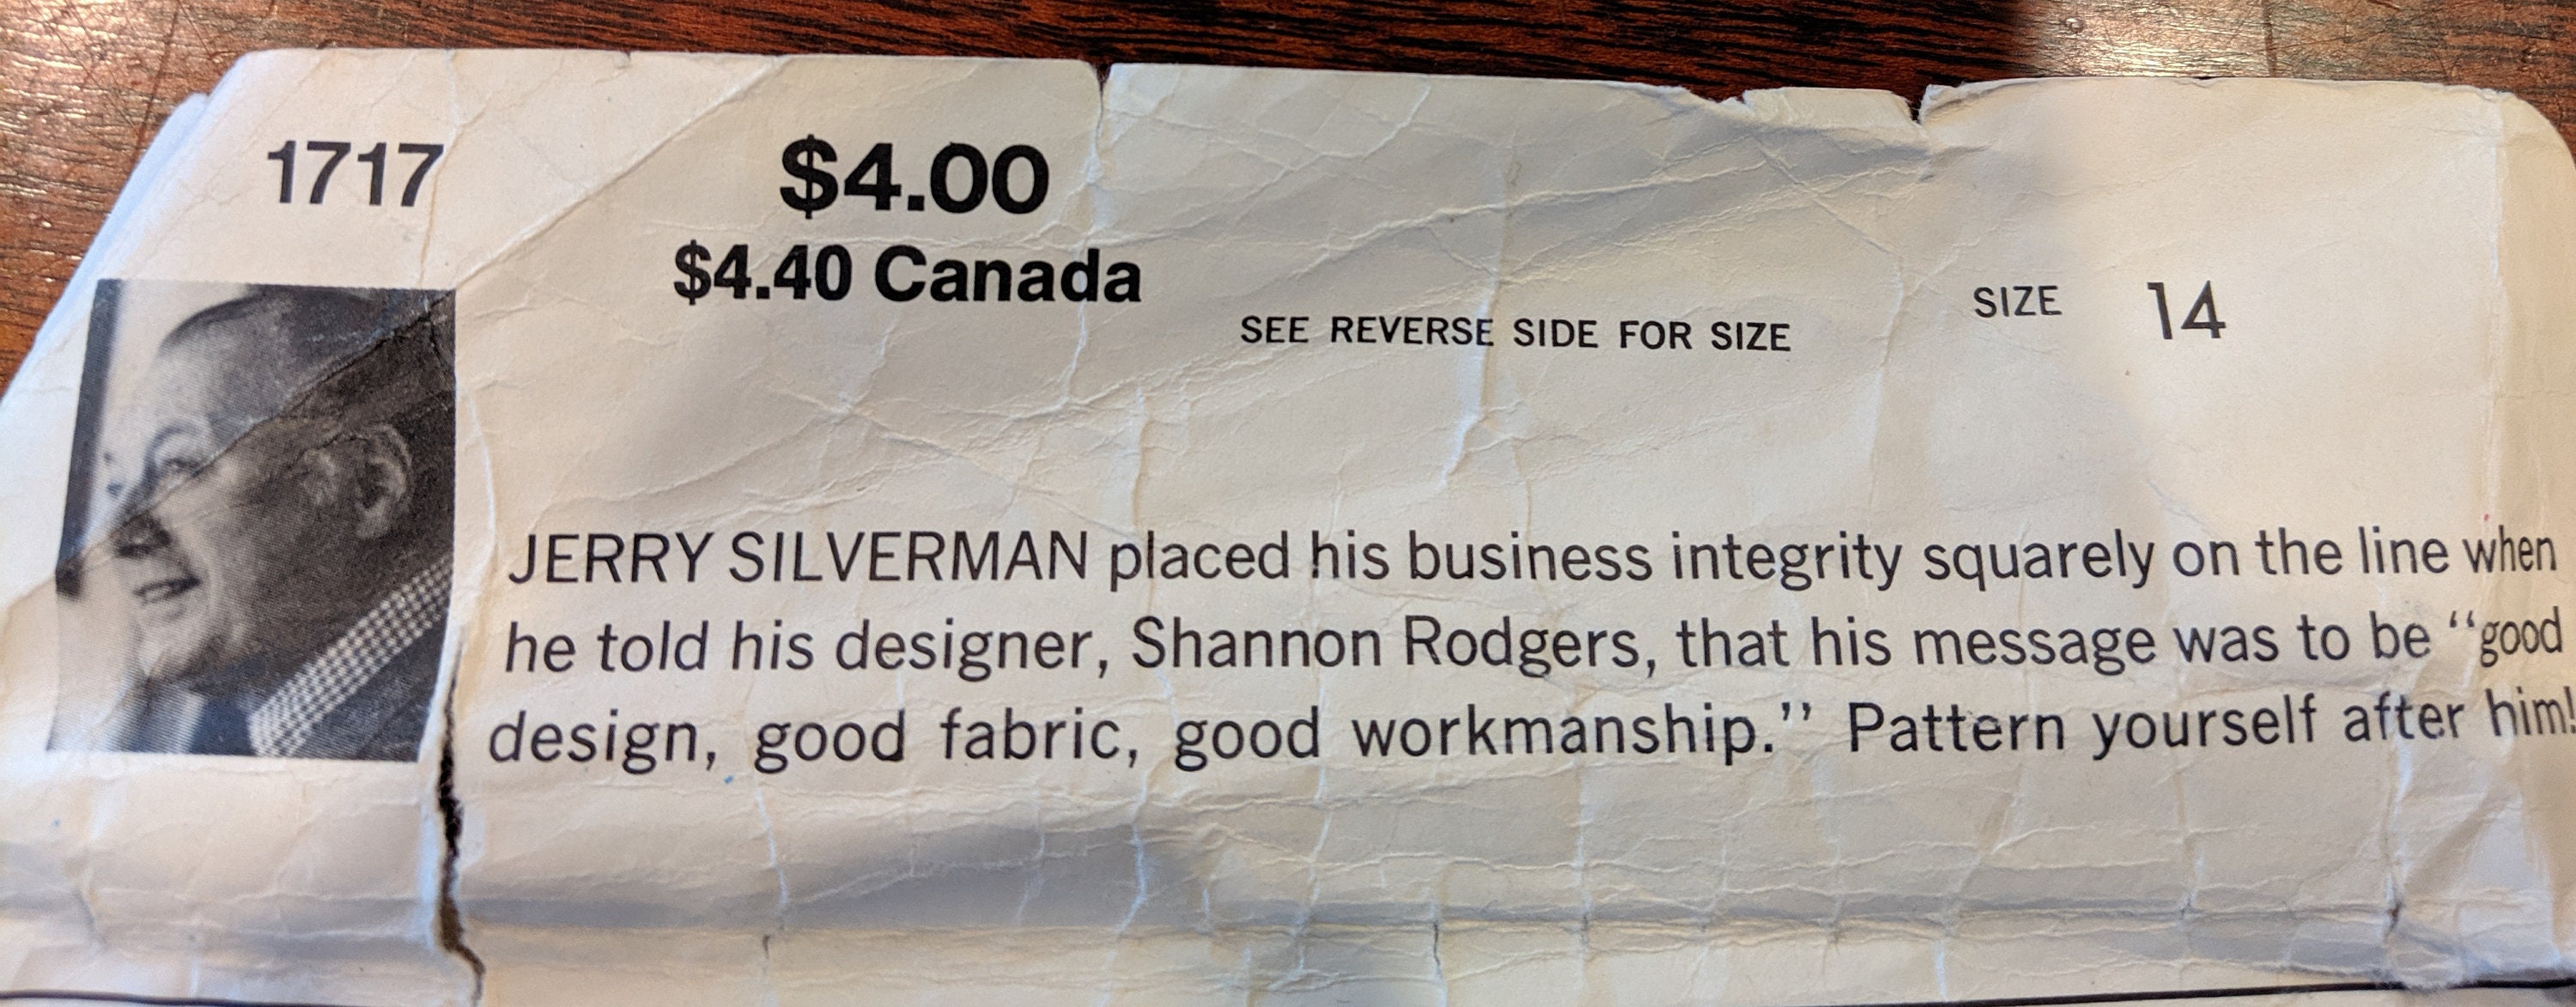 1717
$4.00
$4.40 Canada
SEE REVERSE SIDE FOR SIZE
SIZE 14
JERRY SILVERMAN placed his business integrity squarely on the line when
he told his designer, Shannon Rodgers, that his message was to be “good
design, good fabric, good workmanship.” Pattern yourself after him!